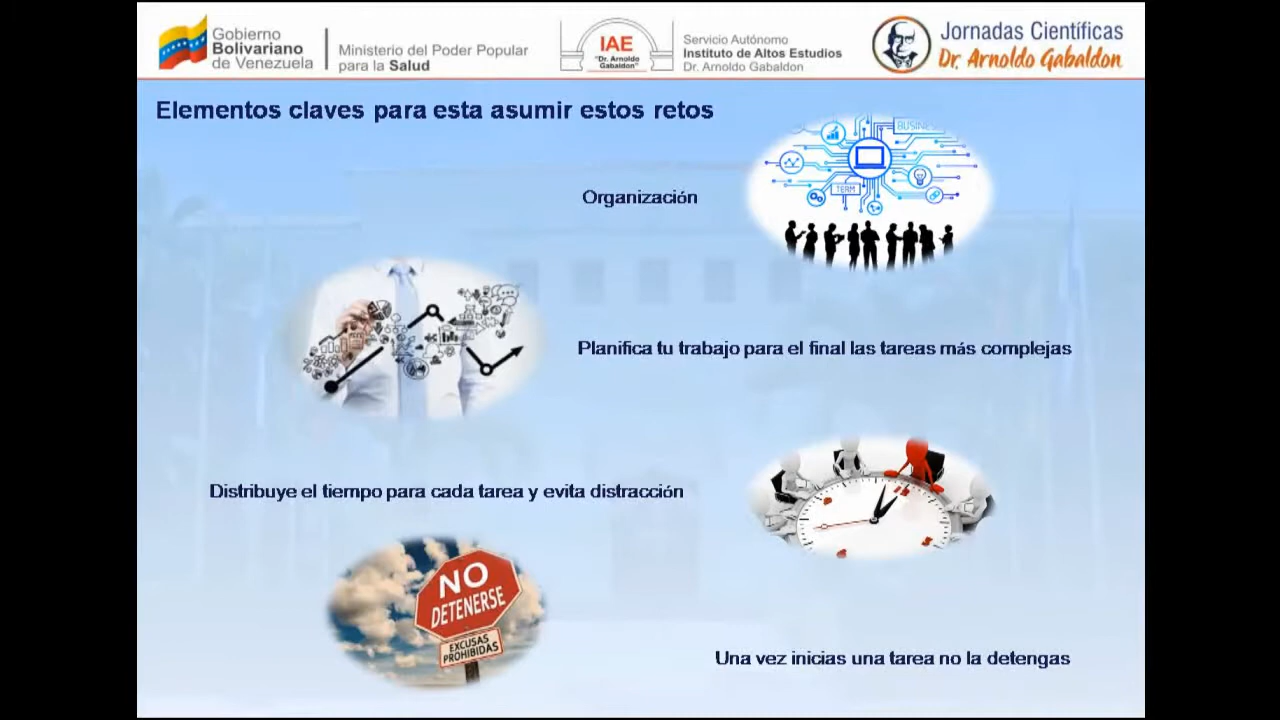 Gobierno
Bolivariano
de Venezuela
Ministerio del Poder Popular
para la Salud
IAE
"Dr. Arnoldo
Gabaldon"
Servicio Autónomo
Instituto de Altos Estudios
Dr. Arnoldo Gabaldon
Jornadas Científicas
Dr. Arnoldo Gabaldon
Elementos claves para esta asumir estos retos
BUSINE
TEAM
Organización
Planifica tu trabajo para el final las tareas más complejas
Distribuye el tiempo para cada tarea y evita distracción
NO
DETENERSE
EXCUSAS
PROHIBIDAS
Una vez inicias una tarea no la detengas